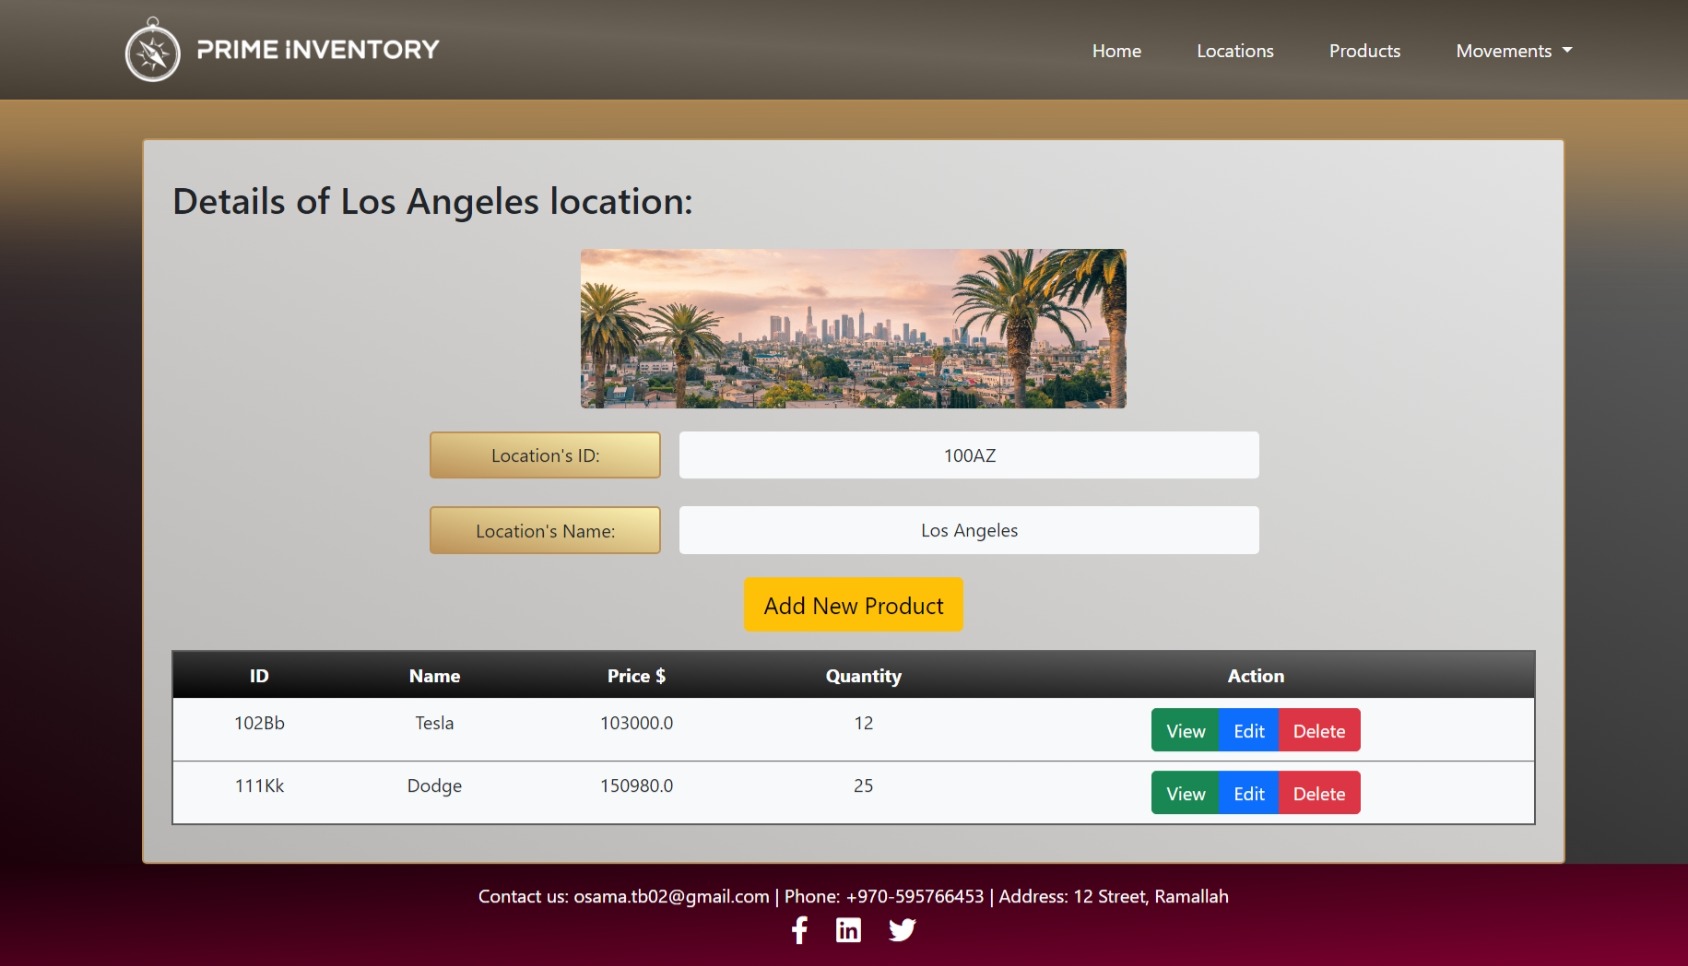 PRIME INVENTORY
Home Locations Products Movements
Details of Los Angeles location:
Location's ID: 100AZ
Location's Name: Los Angeles
Add New Product
ID Name Price $ Quantity Action
102Bb Tesla 103000.0 12 View Edit Delete
111Kk Dodge 150980.0 25 View Edit Delete
Contact us: osama.tb02@gmail.com | Phone: +970-595766453 | Address: 12 Street, Ramallah